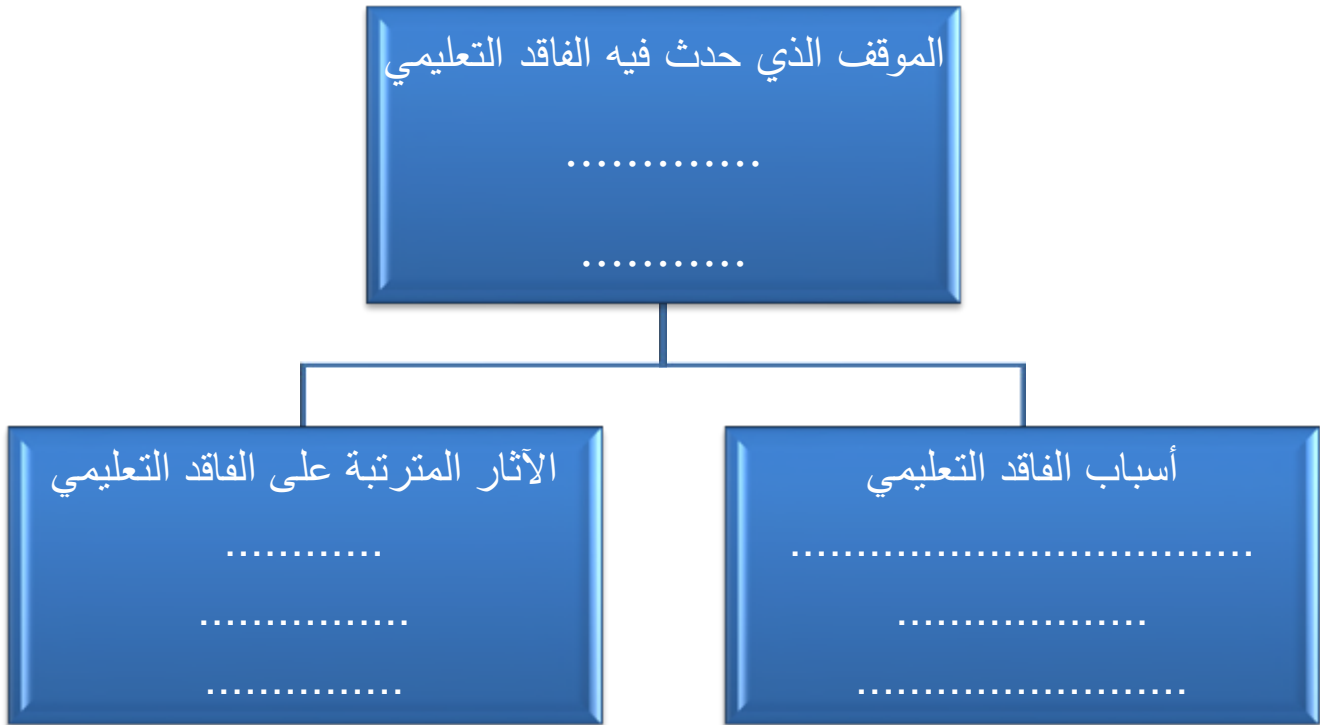 الموقف الذي حدث فيه الفاقد التعليمي
.............
...........
أسباب الفاقد التعليمي
...................................
...................
.........................
الآثار المترتبة على الفاقد التعليمي
............
................
...............